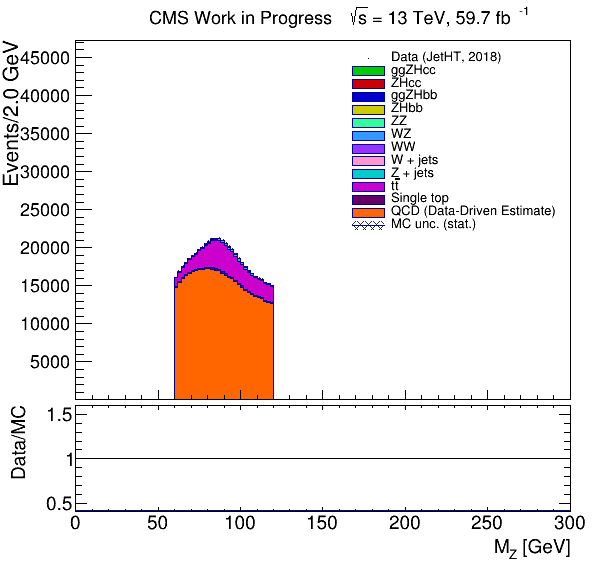 CMS Work in Progress √s = 13 TeV, 59.7 fb -1
Events/2.0 GeV
45000
40000
35000
30000
25000
20000
15000
10000
5000
Data (JetHT, 2018)
ggZHcc
ZHcc
ggZHbb
ZHbb
ZZ
WZ
WW
W + jets
Z + jets
tt̅
Single top
QCD (Data-Driven Estimate)
MC unc. (stat.)
Data/MC
1.5
1
0.5
0 50 100 150 200 250 300
M_Z [GeV]